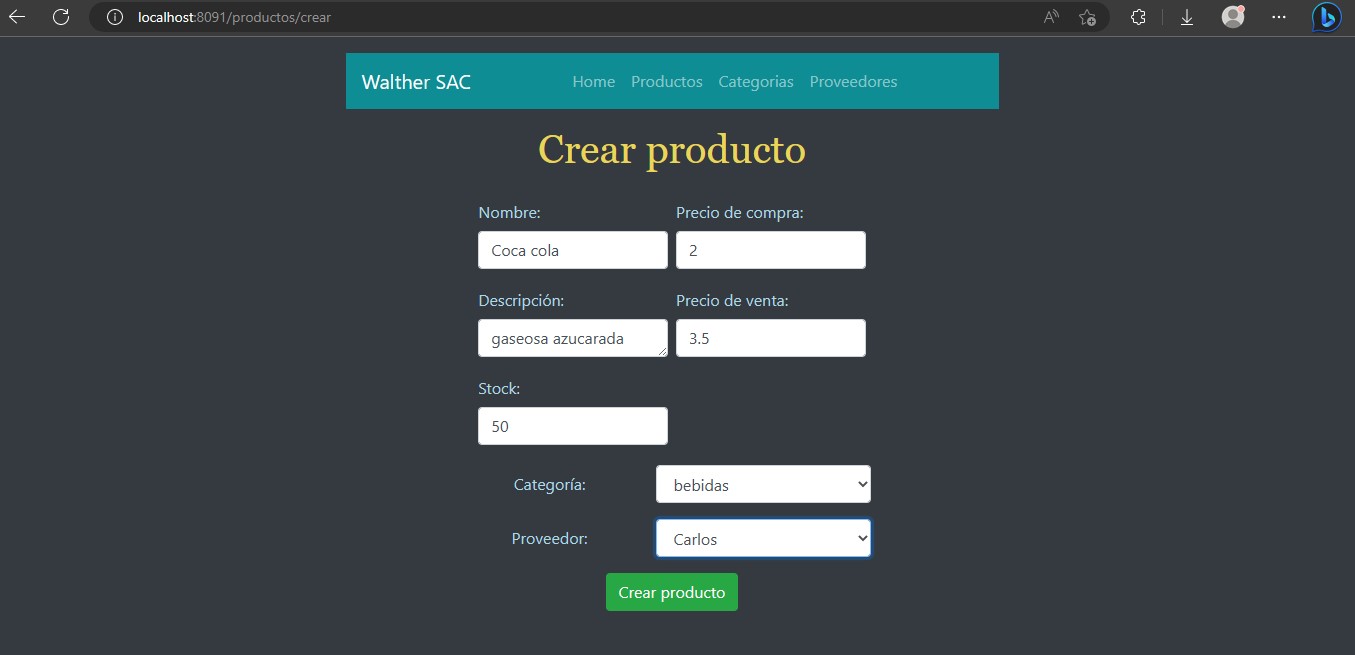 localhost:8091/productos/crear
Walther SAC Home Productos Categorias Proveedores
Crear producto
Nombre: Precio de compra:
Coca cola 2
Descripción: Precio de venta:
gaseosa azucarada 3.5
Stock:
50
Categoría: bebidas
Proveedor: Carlos
Crear producto